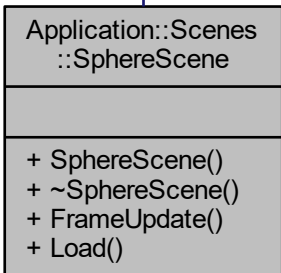 Application::Scenes
::SphereScene
+ SphereScene()
+ ~SphereScene()
+ FrameUpdate()
+ Load()